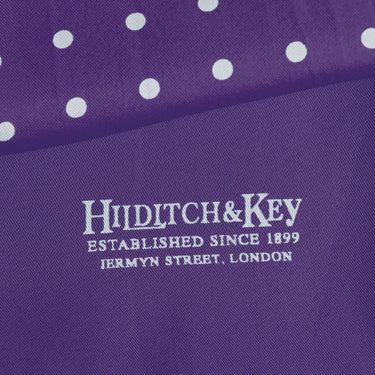 HILDITCH & KEY
ESTABLISHED SINCE 1899
JERMYN STREET, LONDON